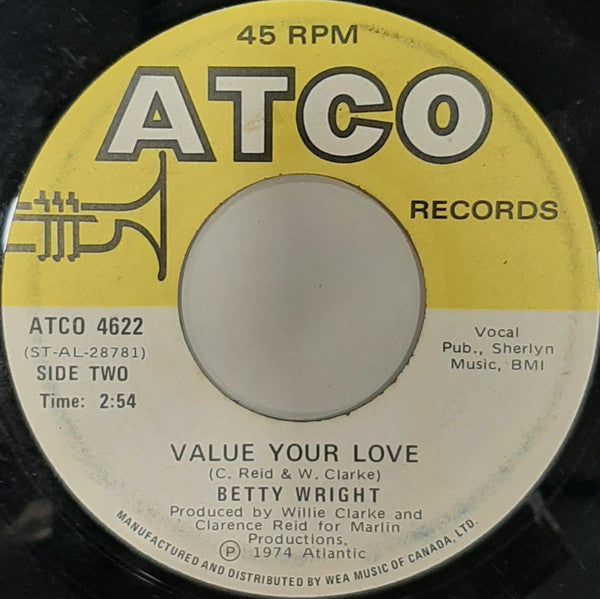 45 RPM
ATCO
RECORDS
ATCO 4622
(ST-AL-28781)
SIDE TWO
Time: 2:54
Vocal
Pub., Sherlyn
Music, BMI
VALUE YOUR LOVE
(C. Reid & W. Clarke)
BETTY WRIGHT
Produced by Willie Clarke and
Clarence Reid for Marlin
Productions.
℗ 1974 Atlantic
MANUFACTURED AND DISTRIBUTED BY WEA MUSIC OF CANADA, LTD.